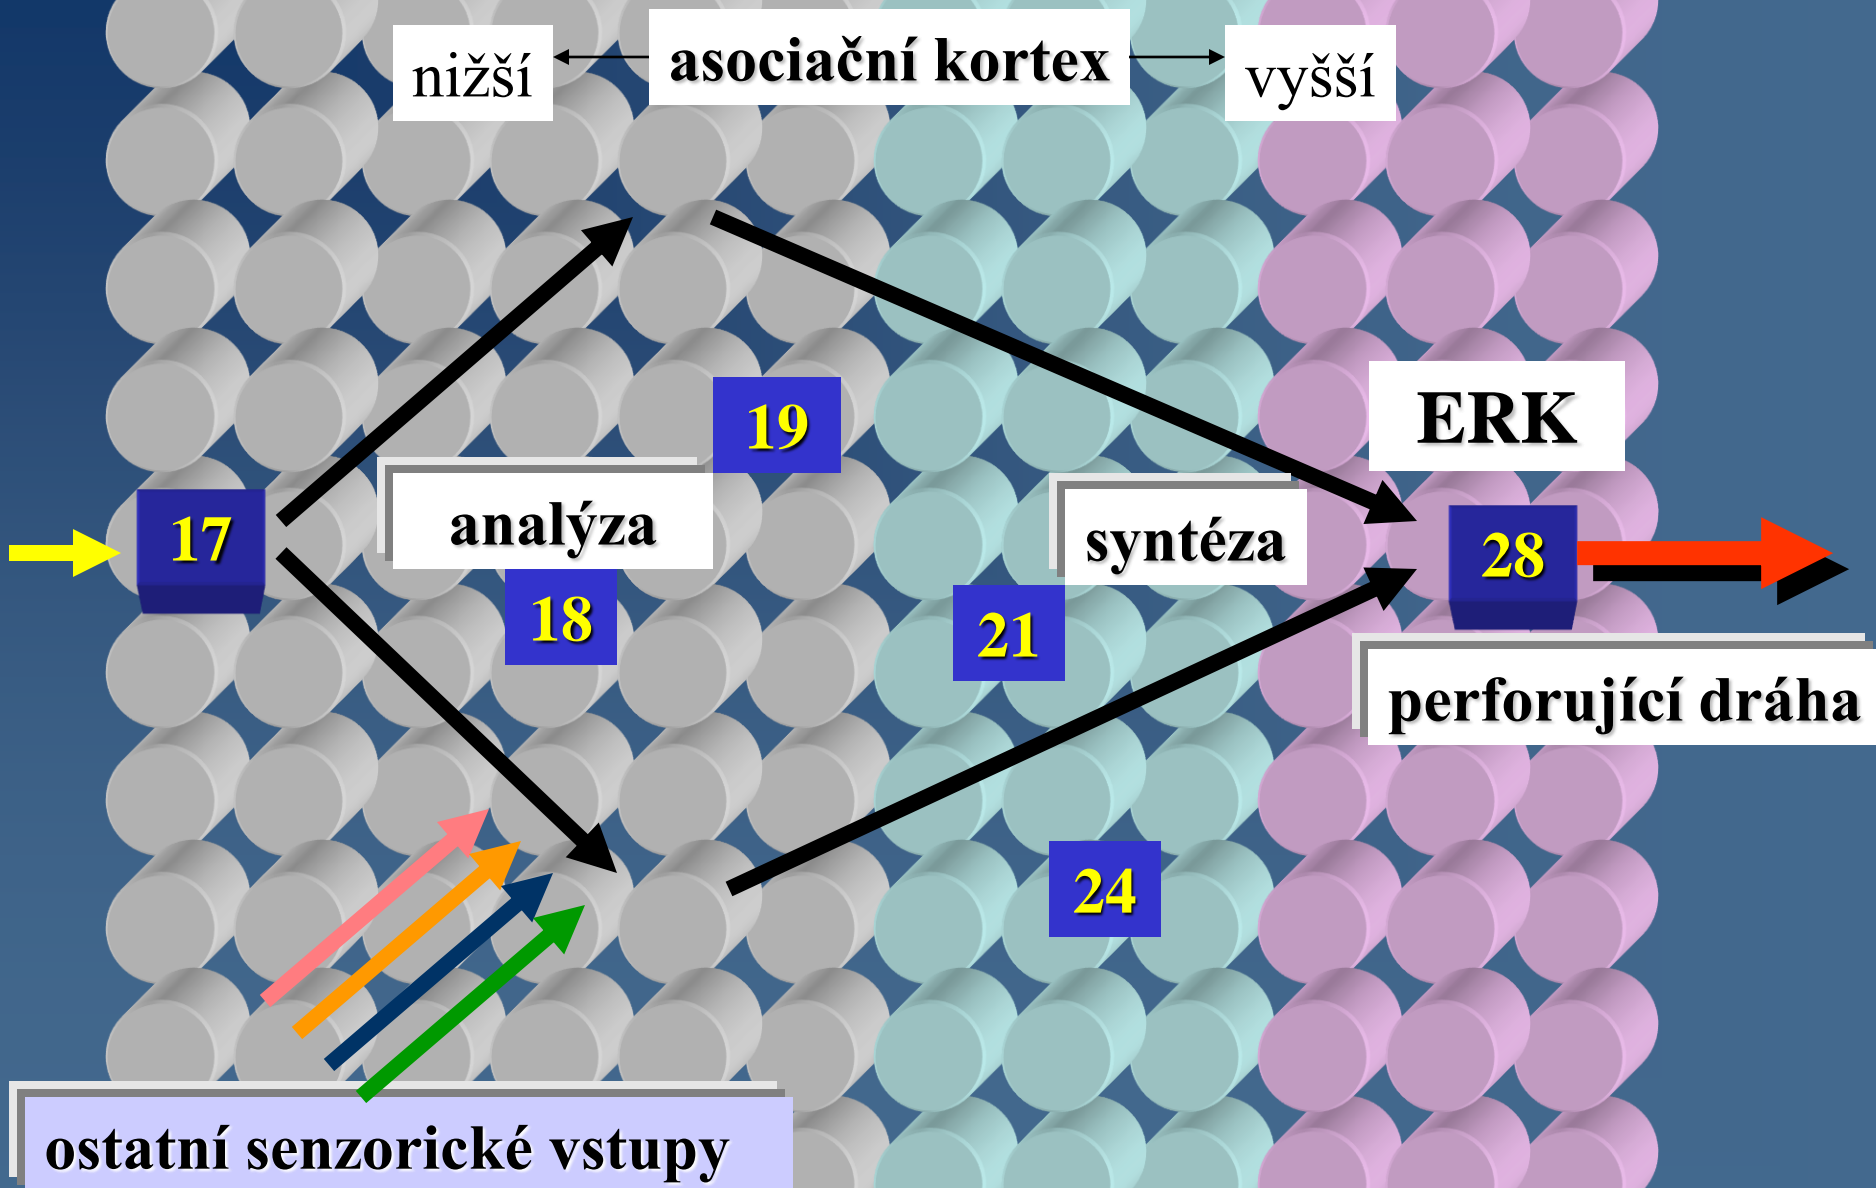 nižší
asociační kortex
vyšší
19
ERK
17
analýza
syntéza
28
18
21
perforující dráha
24
ostatní senzorické vstupy